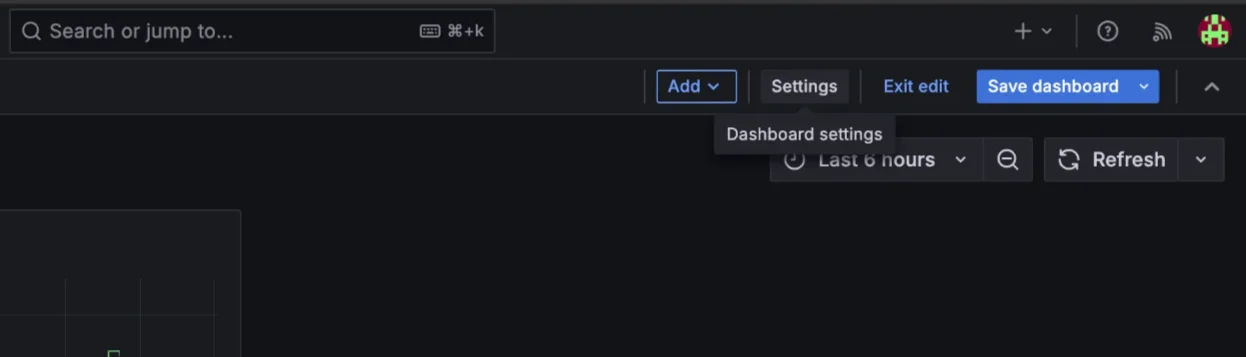 Search or jump to... ⌘+k
Add Settings Exit edit Save dashboard
Dashboard settings
Last 6 hours Refresh